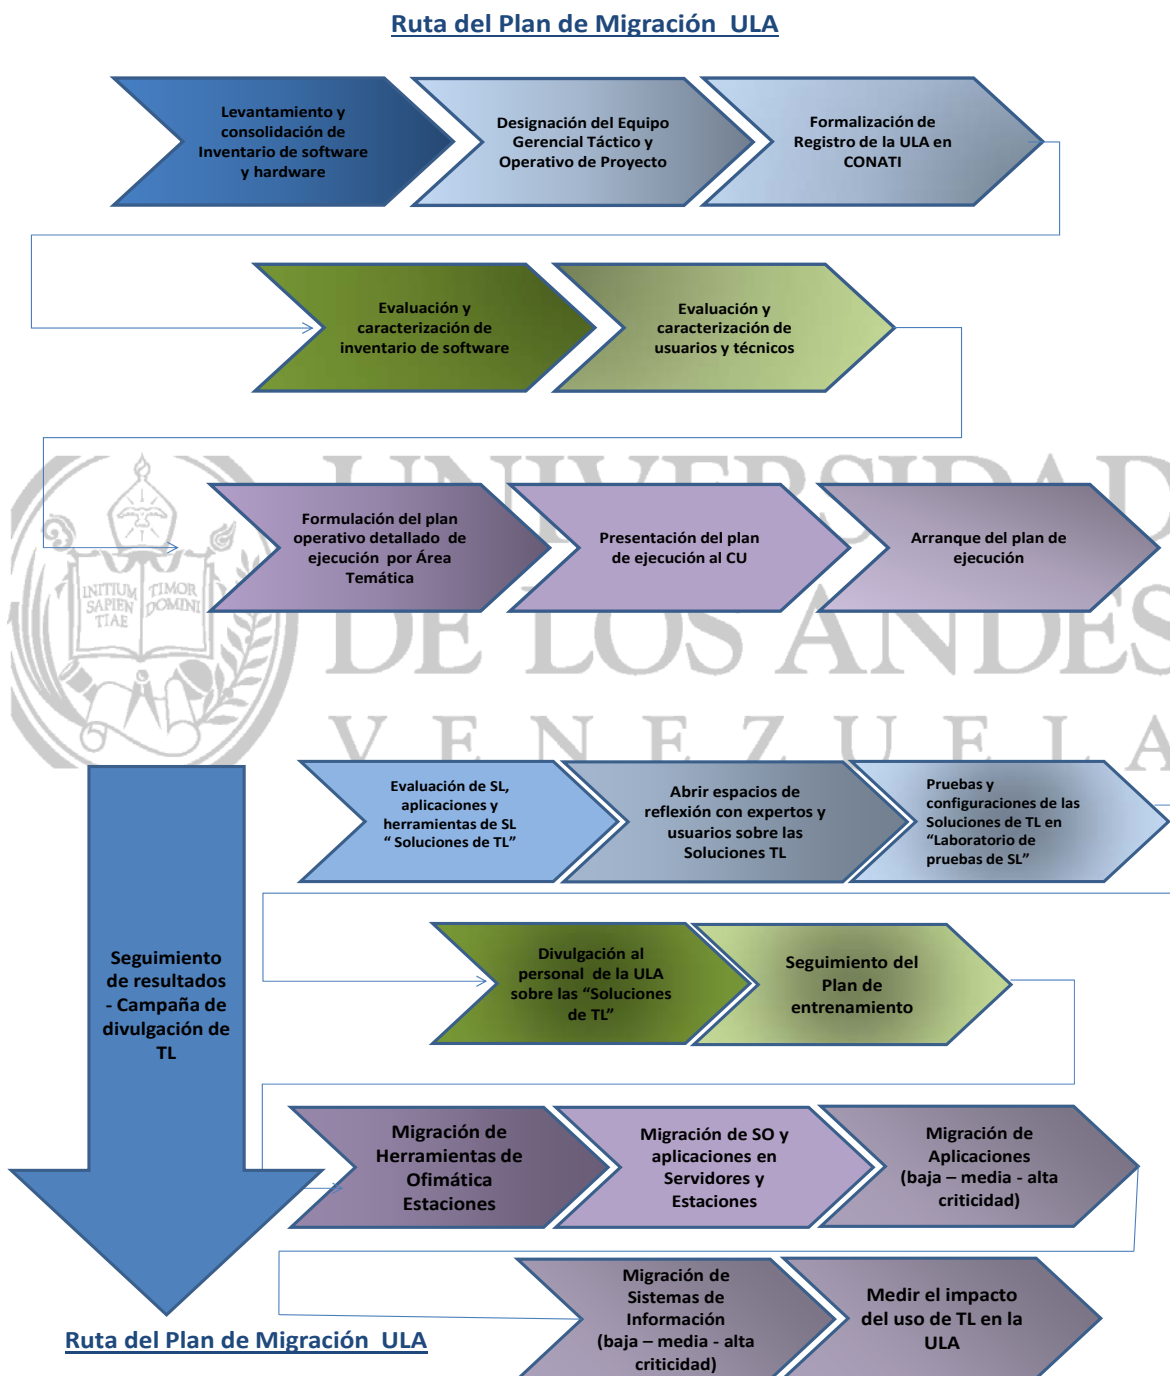 Ruta del Plan de Migración  ULA
Levantamiento y
consolidación de
Inventario de software
y hardware
Designación del Equipo
Gerencial Táctico y
Operativo de Proyecto
Formalización de
Registro de la ULA en
CONATI
Evaluación y
caracterización de
inventario de software
Evaluación y
caracterización de
usuarios y técnicos
UNIVERSIDAD
DE LOS ANDES
VENEZUELA
INITIUM
SAPIEN
TIAE
TIMOR
DOMINI
Formulación del plan
operativo detallado  de
ejecución  por Área
Temática
Presentación del plan
de ejecución al CU
Arranque del plan de
ejecución
Evaluación de SL,
aplicaciones y
herramientas de SL
“ Soluciones de TL”
Abrir espacios de
reflexión con expertos y
usuarios sobre las
Soluciones TL
Pruebas y
configuraciones de las
Soluciones de TL en
“Laboratorio de
pruebas de SL”
Seguimiento
de resultados
- Campaña de
divulgación de
TL
Divulgación al
personal  de la ULA
sobre las “Soluciones
de TL”
Seguimiento del
Plan de
entrenamiento
Migración de
Herramientas de
Ofimática
Estaciones
Migración de SO y
aplicaciones en
Servidores y
Estaciones
Migración de
Aplicaciones
(baja – media - alta
criticidad)
Migración de
Sistemas de
Información
(baja – media - alta
criticidad)
Medir el impacto
del uso de TL en la
ULA
Ruta del Plan de Migración  ULA